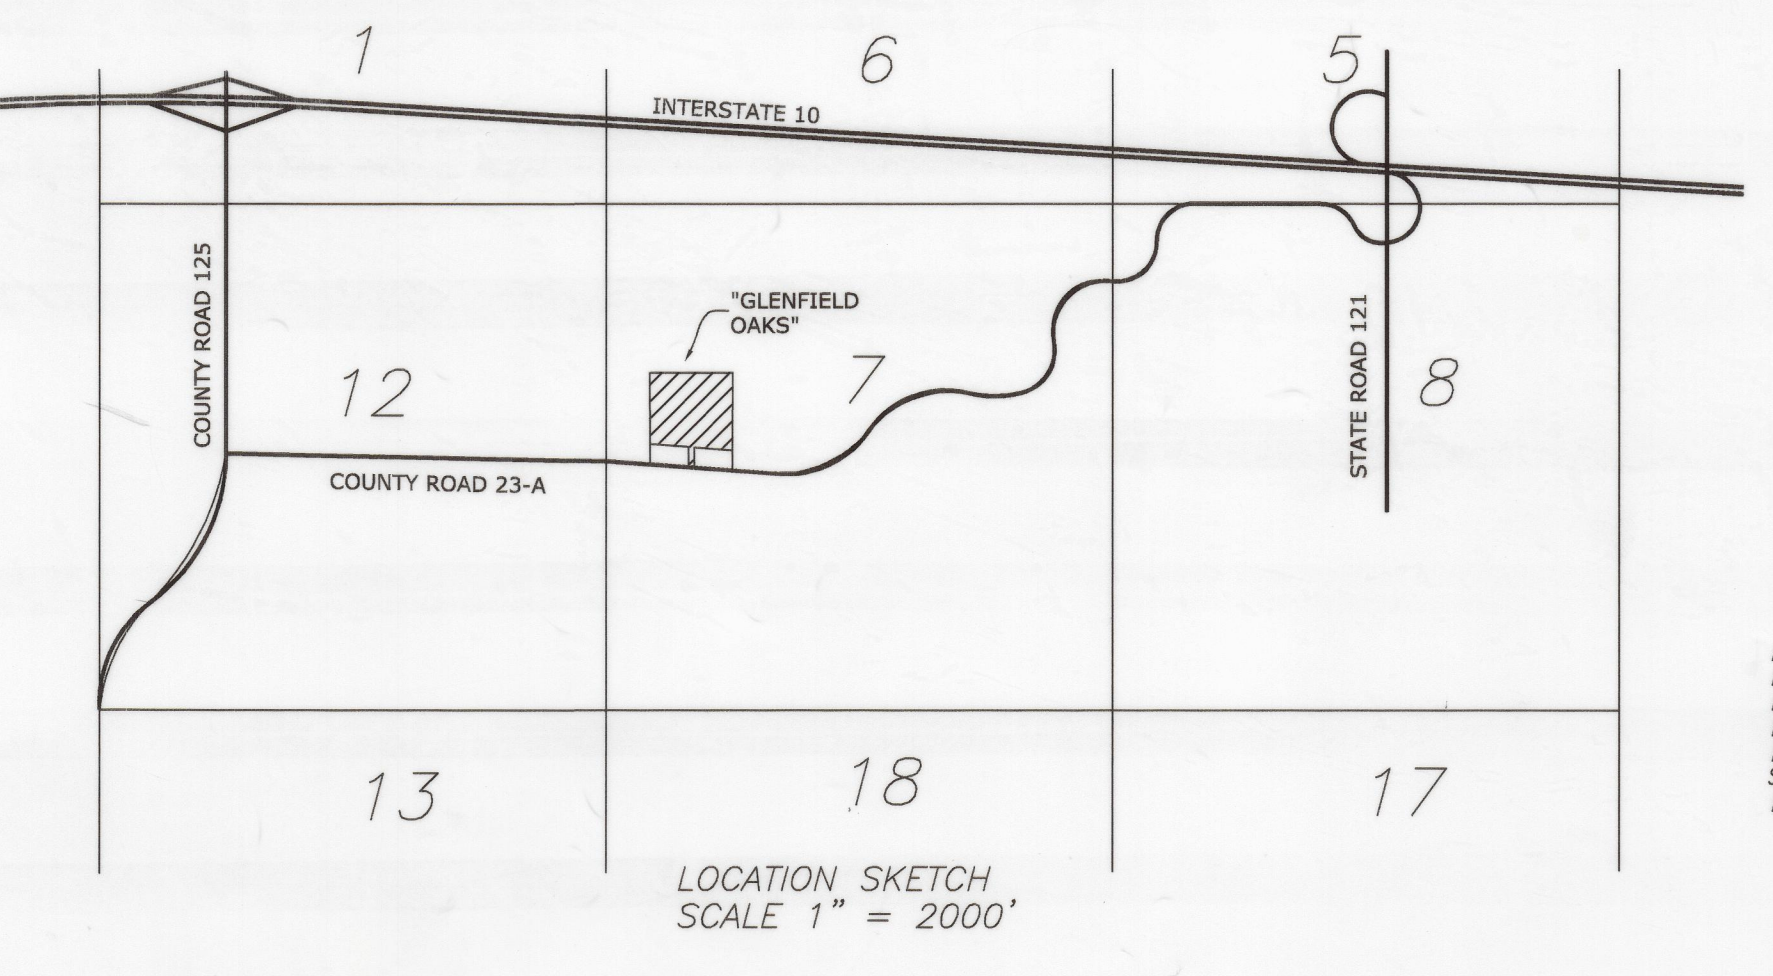 1
6
5
INTERSTATE 10
COUNTY ROAD 125
"GLENFIELD
OAKS"
12
7
STATE ROAD 121
8
COUNTY ROAD 23-A
13
18
17
LOCATION SKETCH
SCALE 1" = 2000'